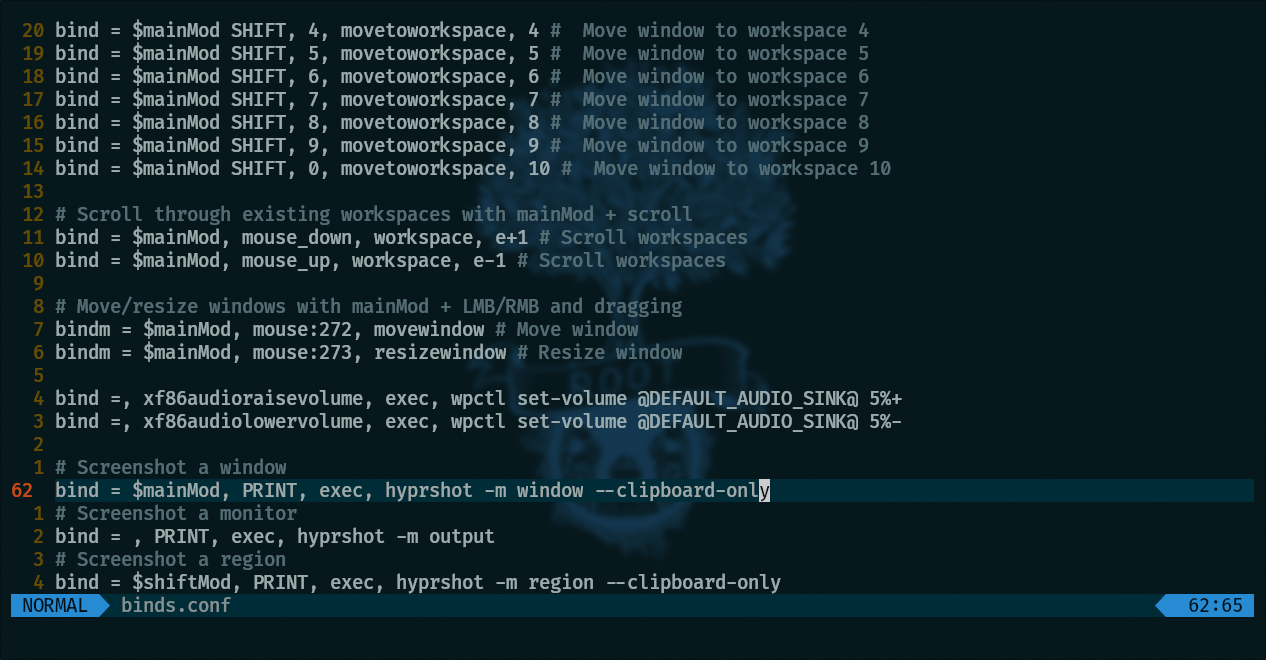 20 bind = $mainMod SHIFT, 4, movetoworkspace, 4 #  Move window to workspace 4
19 bind = $mainMod SHIFT, 5, movetoworkspace, 5 #  Move window to workspace 5
18 bind = $mainMod SHIFT, 6, movetoworkspace, 6 #  Move window to workspace 6
17 bind = $mainMod SHIFT, 7, movetoworkspace, 7 #  Move window to workspace 7
16 bind = $mainMod SHIFT, 8, movetoworkspace, 8 #  Move window to workspace 8
15 bind = $mainMod SHIFT, 9, movetoworkspace, 9 #  Move window to workspace 9
14 bind = $mainMod SHIFT, 0, movetoworkspace, 10 #  Move window to workspace 10
13
12 # Scroll through existing workspaces with mainMod + scroll
11 bind = $mainMod, mouse_down, workspace, e+1 # Scroll workspaces
10 bind = $mainMod, mouse_up, workspace, e-1 # Scroll workspaces
9
8 # Move/resize windows with mainMod + LMB/RMB and dragging
7 bindm = $mainMod, mouse:272, movewindow # Move window
6 bindm = $mainMod, mouse:273, resizewindow # Resize window
5
4 bind =, xf86audioraisevolume, exec, wpctl set-volume @DEFAULT_AUDIO_SINK@ 5%+
3 bind =, xf86audiolowervolume, exec, wpctl set-volume @DEFAULT_AUDIO_SINK@ 5%-
2
1 # Screenshot a window
62 bind = $mainMod, PRINT, exec, hyprshot -m window --clipboard-only
1 # Screenshot a monitor
2 bind = , PRINT, exec, hyprshot -m output
3 # Screenshot a region
4 bind = $shiftMod, PRINT, exec, hyprshot -m region --clipboard-only
NORMAL binds.conf 62:65
ROOT